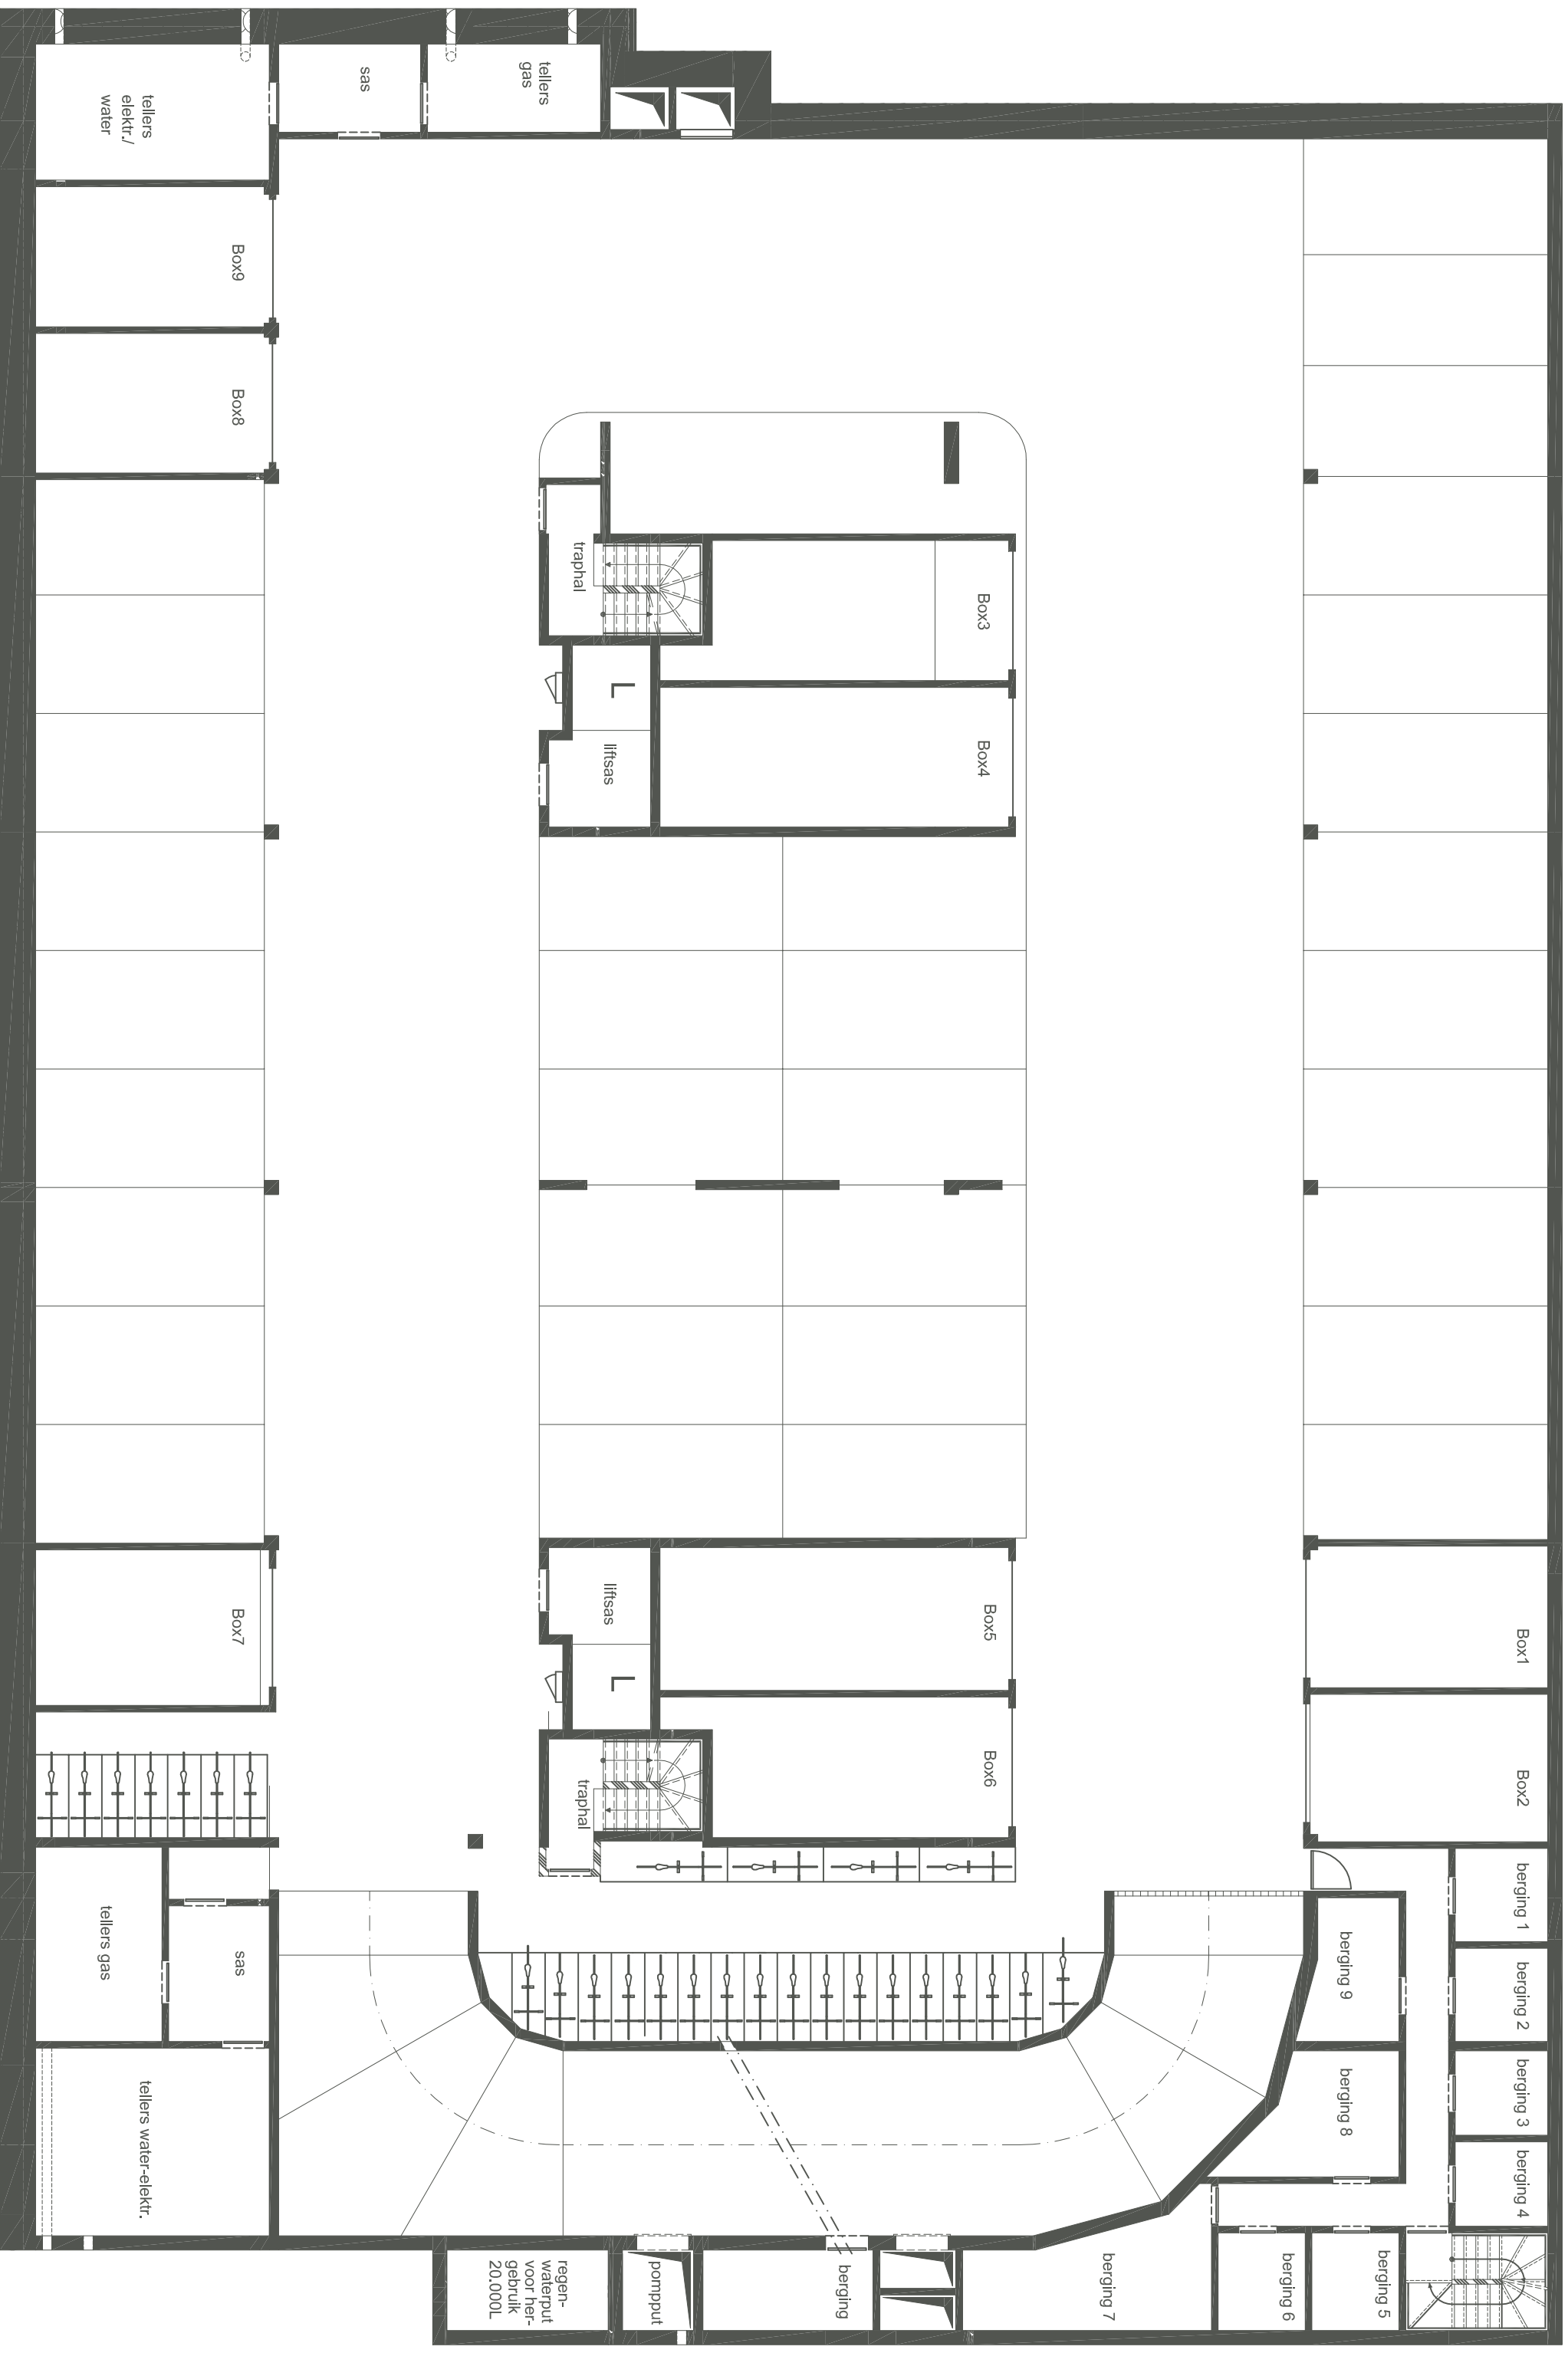 tellers
elektr./
water
sas
tellers
gas
Box9
Box8
traphal
Box3
L
liftsas
Box4
liftsas
L
Box5
Box7
Box1
traphal
Box6
Box2
tellers gas
sas
berging 9
berging 1
berging 2
tellers water-elektr.
berging 8
berging 3
berging 4
regen-
waterput
voor her-
gebruik
20.000L
pompput
berging
berging 7
berging 6
berging 5